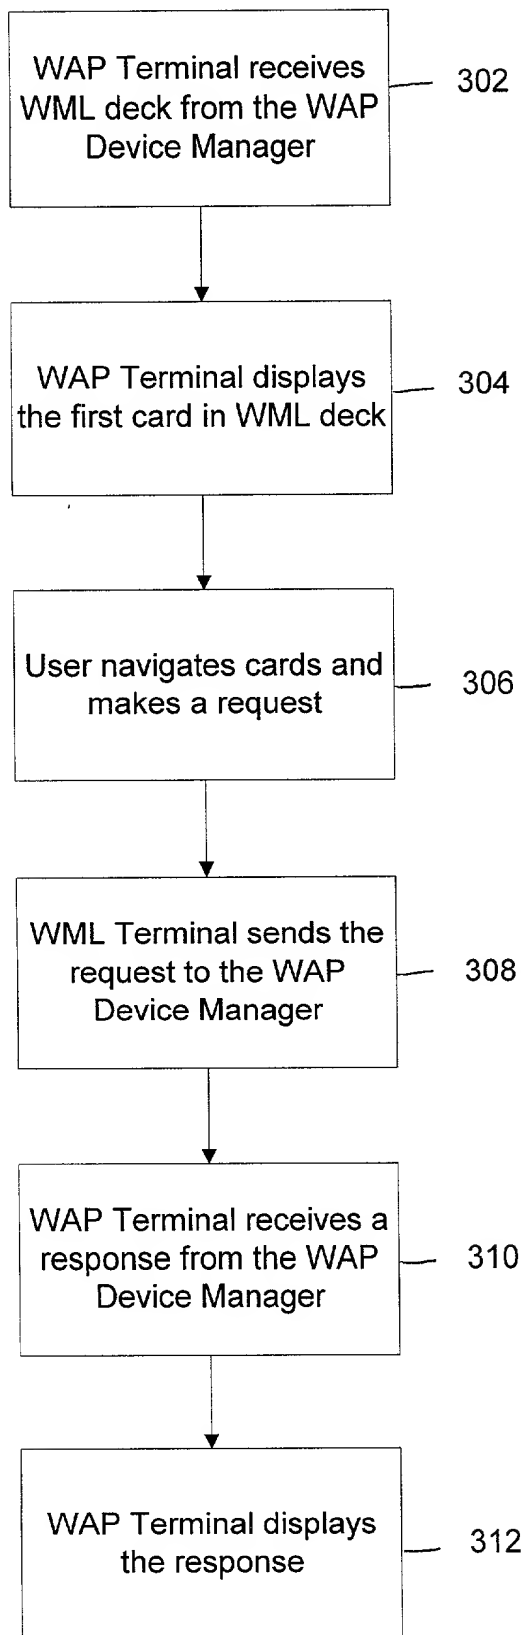 WAP Terminal receives
WML deck from the WAP
Device Manager
302
WAP Terminal displays
the first card in WML deck
304
User navigates cards and
makes a request
306
WML Terminal sends the
request to the WAP
Device Manager
308
WAP Terminal receives a
response from the WAP
Device Manager
310
WAP Terminal displays
the response
312